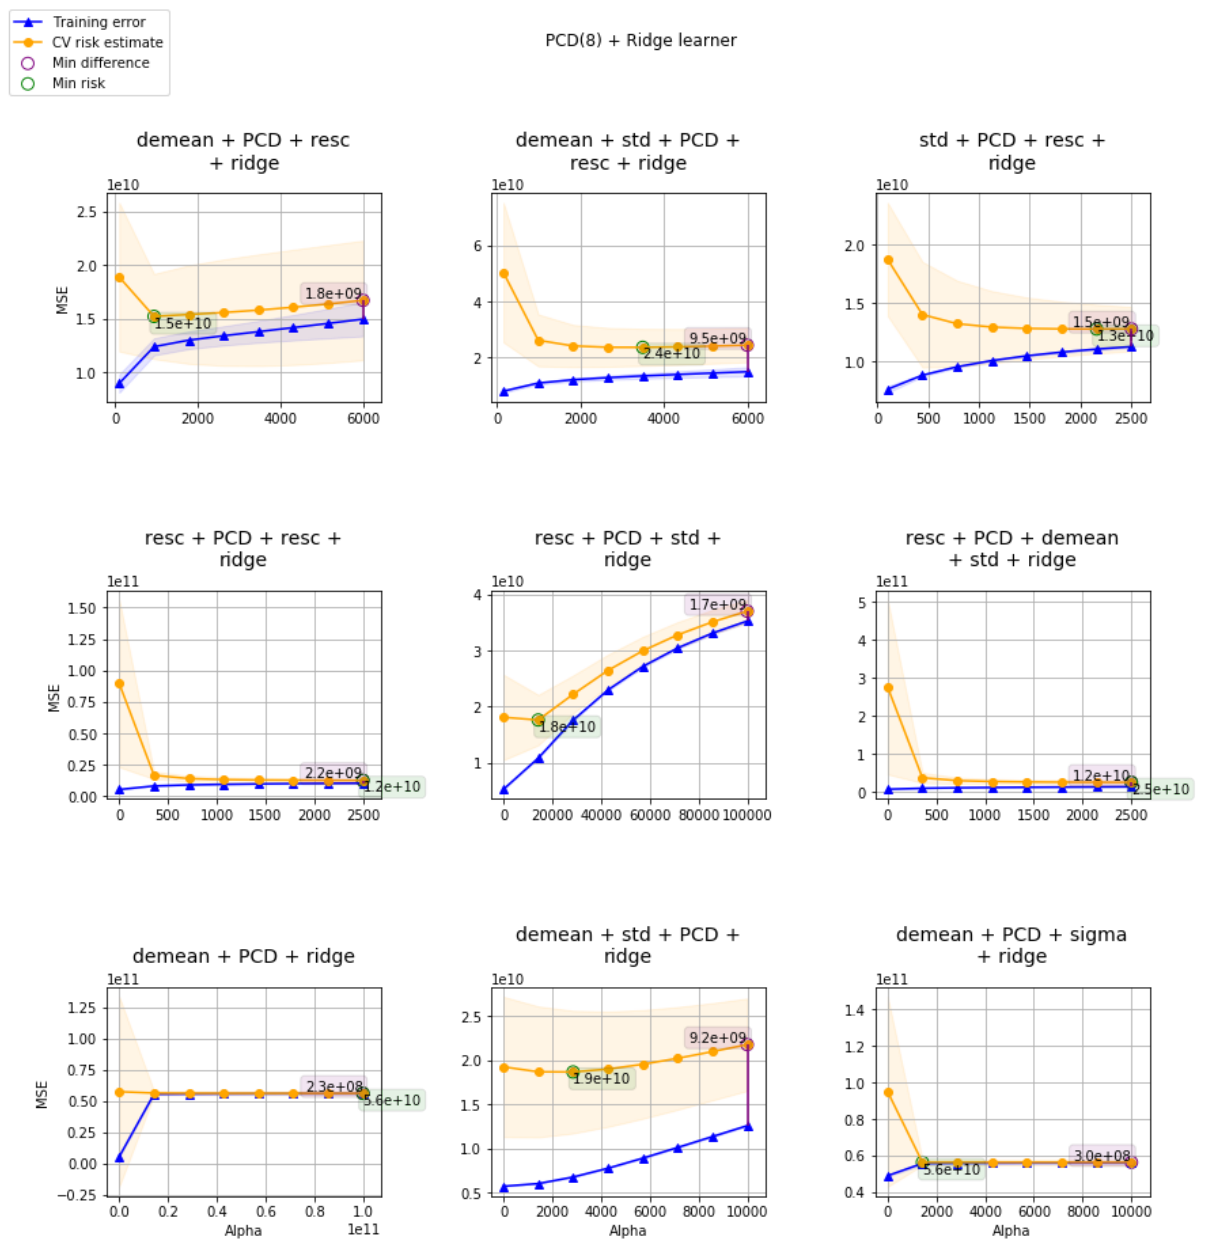 Training error
CV risk estimate
Min difference
Min risk
PCD(8) + Ridge learner
demean + PCD + resc
+ ridge
1e10
MSE
2.5
2.0
1.5
1.0
1.8e+09
1.5e+10
0
2000
4000
6000
demean + std + PCD +
resc + ridge
1e10
6
4
2
9.5e+09
2.4e+10
0
2000
4000
6000
std + PCD + resc +
ridge
1e10
2.0
1.5
1.0
1.5e+09
1.3e+10
0
500
1000
1500
2000
2500
resc + PCD + resc +
ridge
1e11
MSE
1.50
1.25
1.00
0.75
0.50
0.25
0.00
2.2e+09
1.2e+10
0
500
1000
1500
2000
2500
resc + PCD + std +
ridge
1e10
4
3
2
1
1.7e+09
1.8e+10
0
20000
40000
60000
80000
100000
resc + PCD + demean
+ std + ridge
1e11
5
4
3
2
1
0
1.2e+10
2.5e+10
0
500
1000
1500
2000
2500
demean + PCD + ridge
1e11
MSE
1.25
1.00
0.75
0.50
0.25
0.00
−0.25
2.3e+08
5.6e+10
0.0
0.2
0.4
0.6
0.8
1.0
1e11
Alpha
demean + std + PCD +
ridge
1e10
2.5
2.0
1.5
1.0
0.5
9.2e+09
1.9e+10
0
2000
4000
6000
8000
10000
Alpha
demean + PCD + sigma
+ ridge
1e11
1.4
1.2
1.0
0.8
0.6
0.4
3.0e+08
5.6e+10
0
2000
4000
6000
8000
10000
Alpha